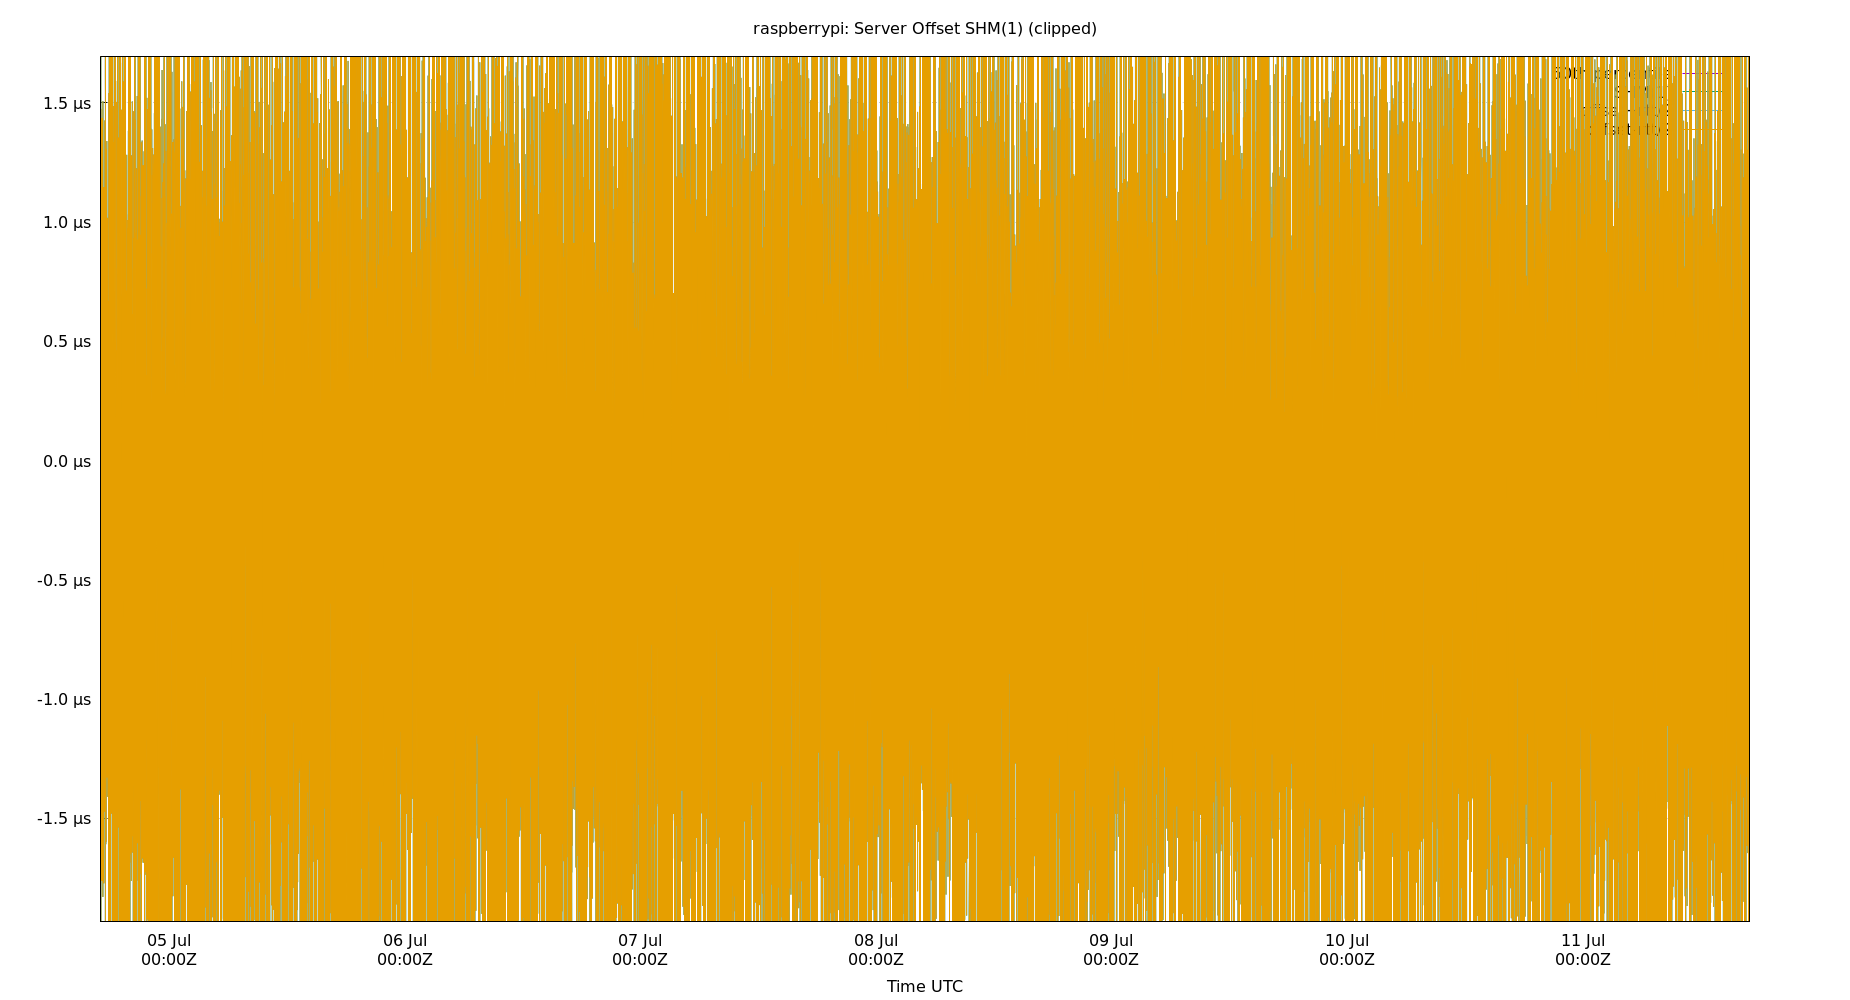 raspberrypi: Server Offset SHM(1) (clipped)
1.5 µs
1.0 µs
0.5 µs
0.0 µs
-0.5 µs
-1.0 µs
-1.5 µs
05 Jul 06 Jul 07 Jul 08 Jul 09 Jul 10 Jul 11 Jul
00:00Z 00:00Z 00:00Z 00:00Z 00:00Z 00:00Z 00:00Z
Time UTC